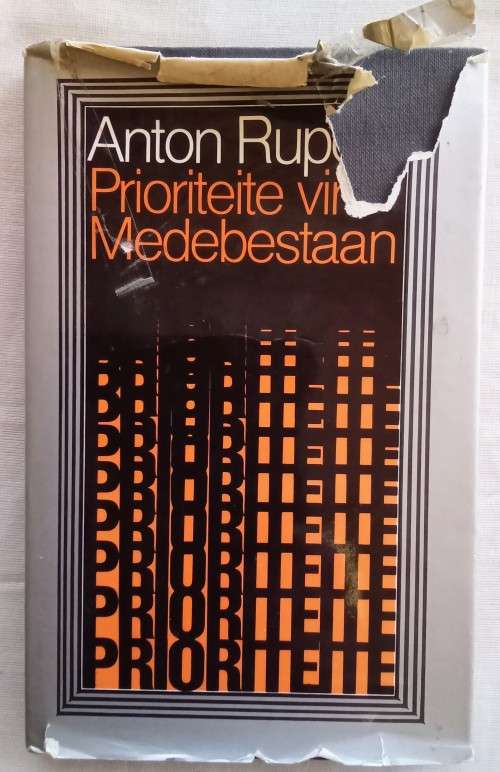 Anton Rup
Prioriteite vir
Medebestaan
PRIORITEITE